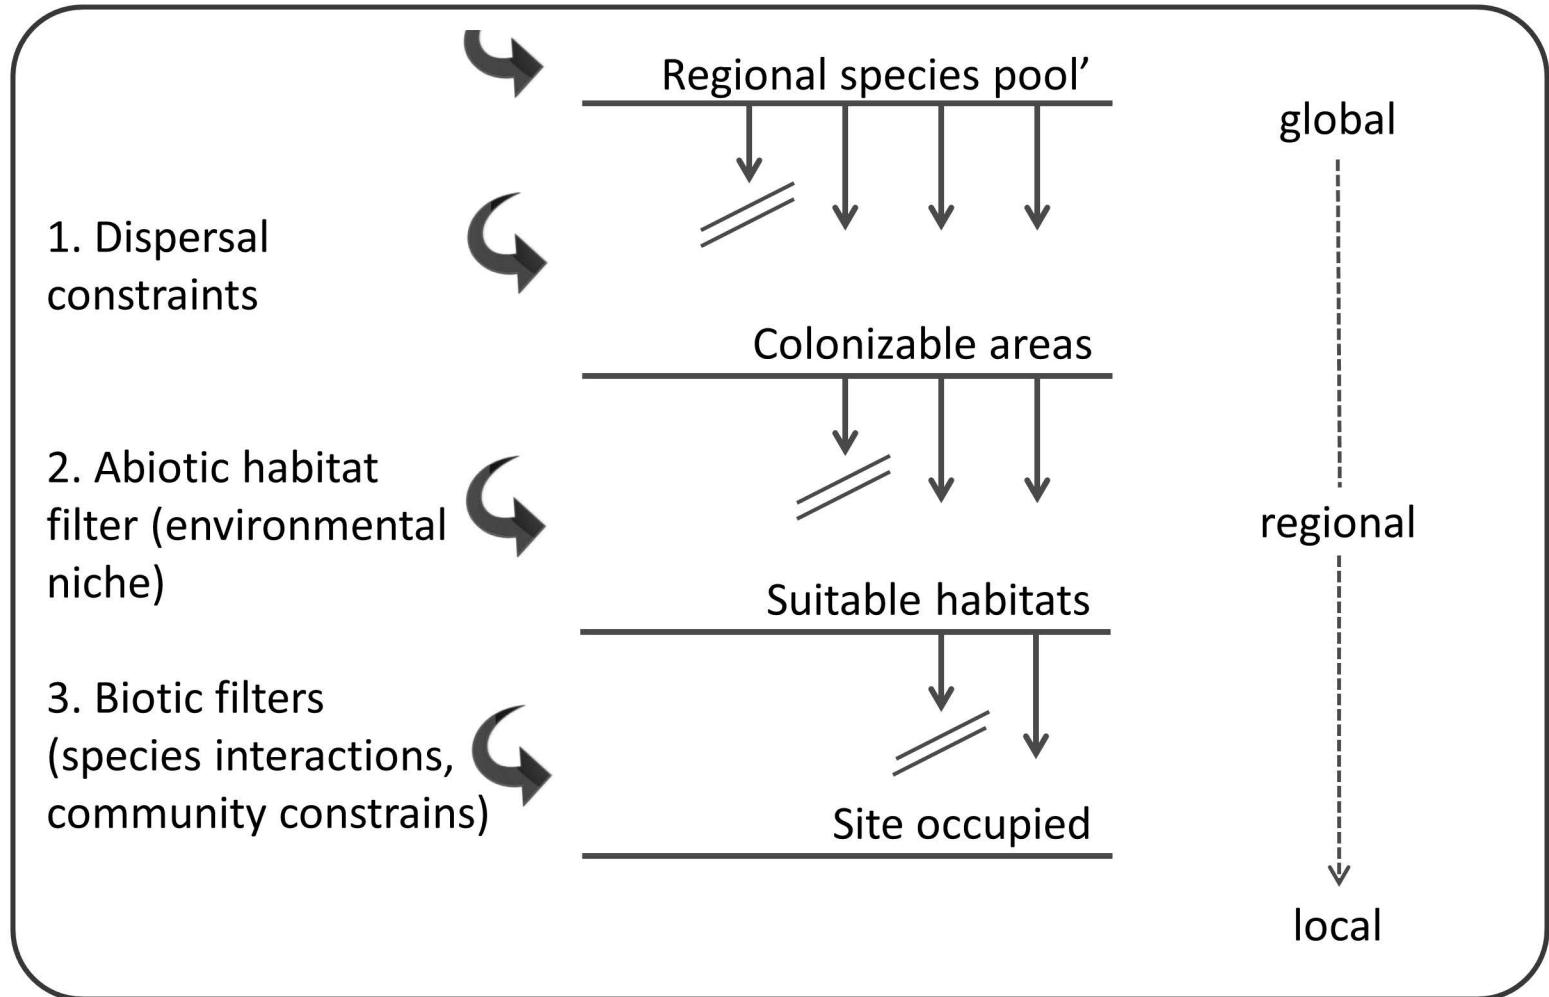 Regional species pool’
global
1. Dispersal
constraints
Colonizable areas
2. Abiotic habitat
filter (environmental
niche)
regional
Suitable habitats
3. Biotic filters
(species interactions,
community constrains)
Site occupied
local